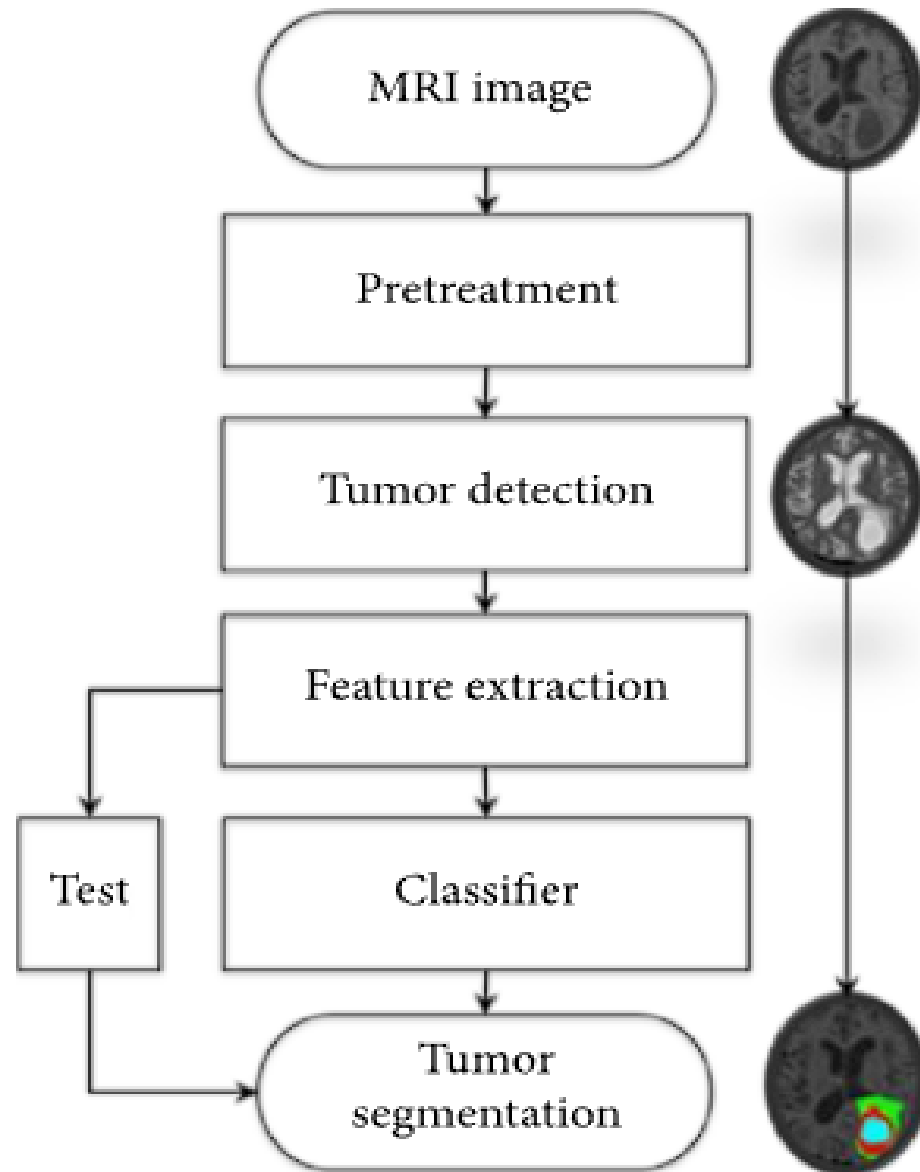 MRI image
Pretreatment
Tumor detection
Feature extraction
Test
Classifier
Tumor
segmentation